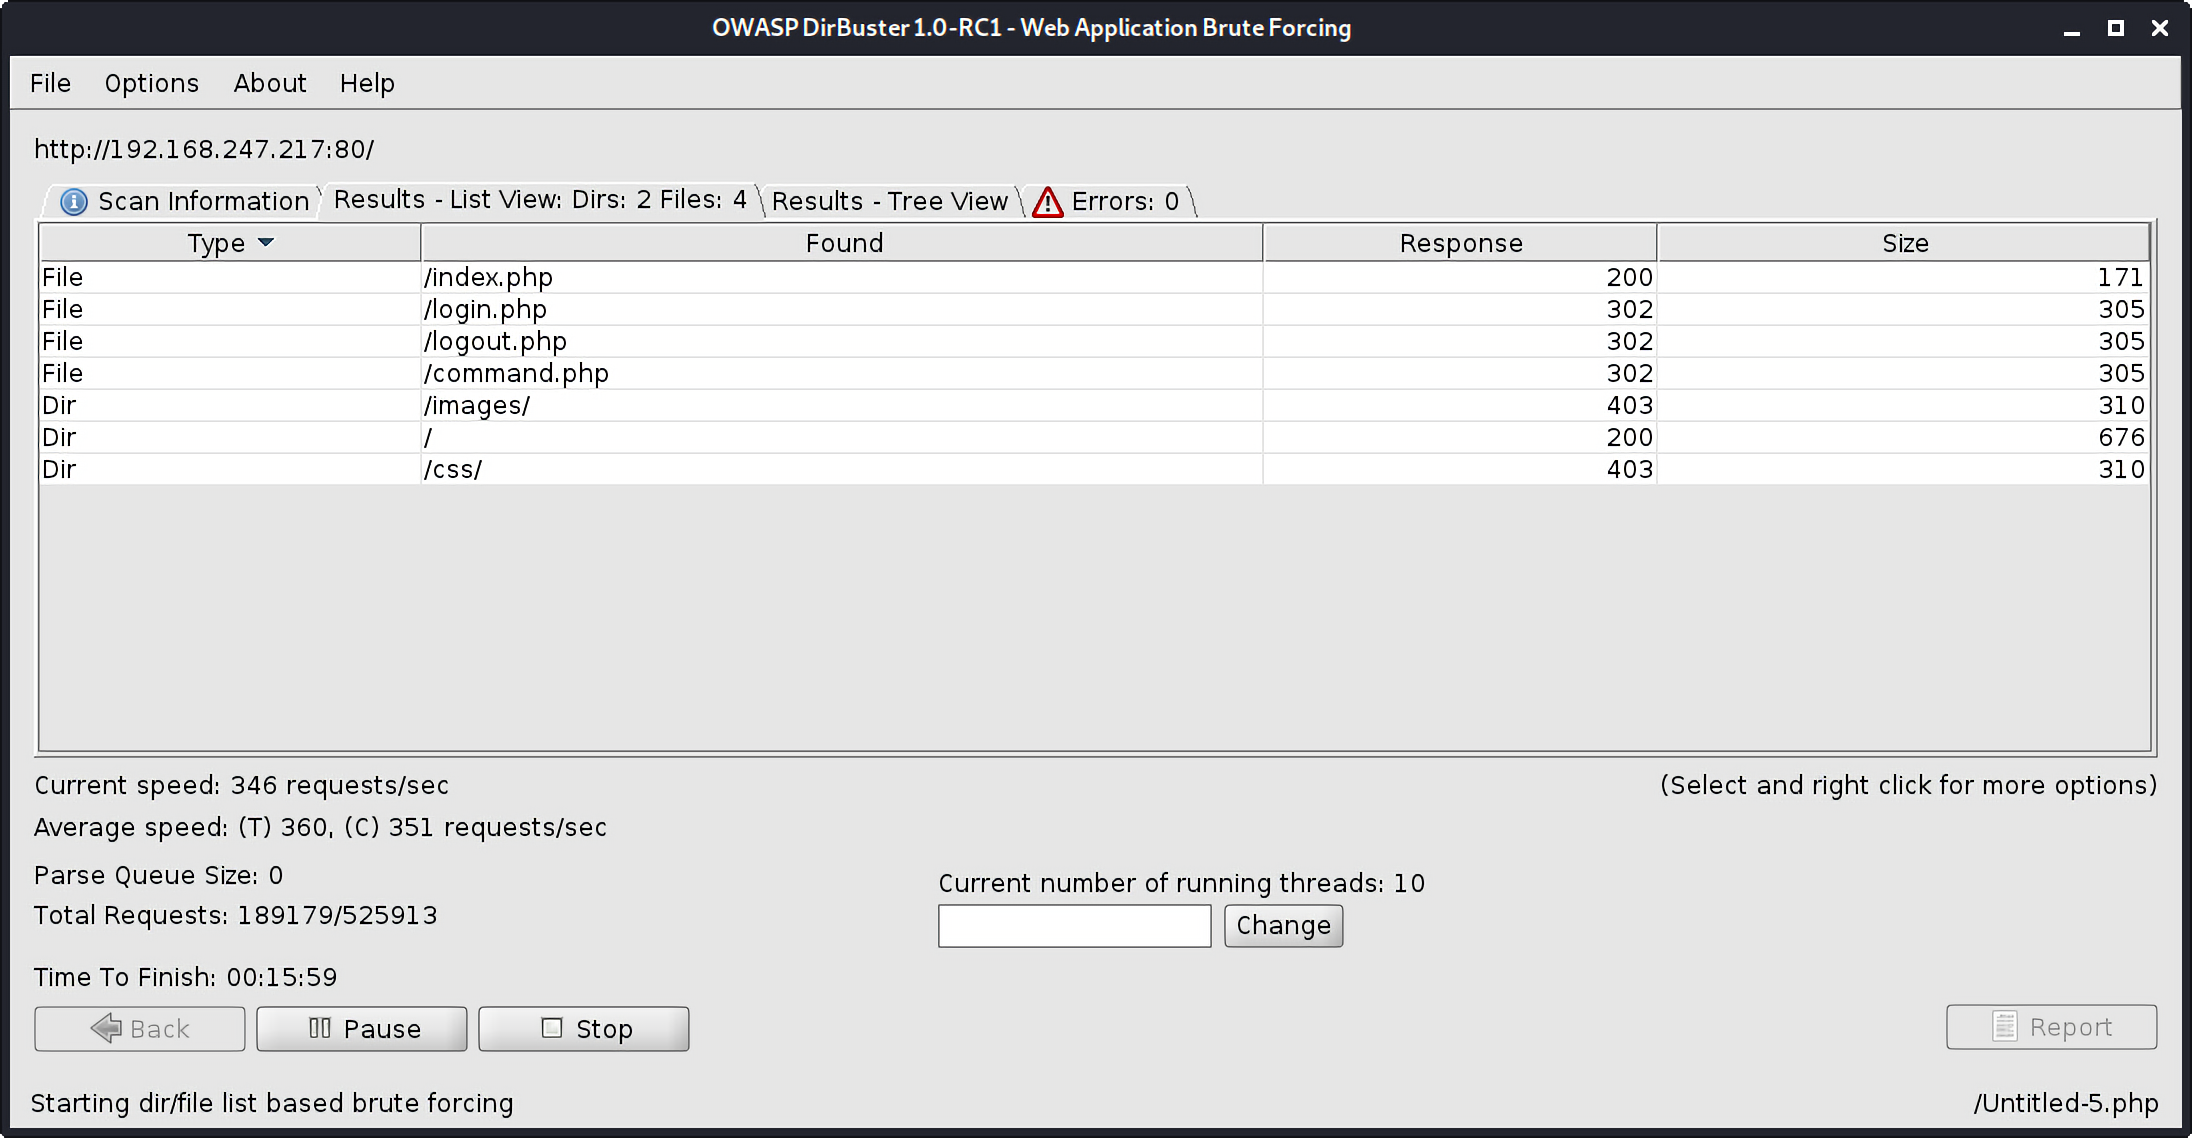 OWASP DirBuster 1.0-RC1 - Web Application Brute Forcing
File Options About Help
http://192.168.247.217:80/
Scan Information Results - List View: Dirs: 2 Files: 4 Results - Tree View Errors: 0
Type Found Response Size
File /index.php 200 171
File /login.php 302 305
File /logout.php 302 305
File /command.php 302 305
Dir /images/ 403 310
Dir / 200 676
Dir /css/ 403 310
Current speed: 346 requests/sec (Select and right click for more options)
Average speed: (T) 360, (C) 351 requests/sec
Parse Queue Size: 0
Current number of running threads: 10
Total Requests: 189179/525913
Change
Time To Finish: 00:15:59
Back Pause Stop Report
Starting dir/file list based brute forcing /Untitled-5.php